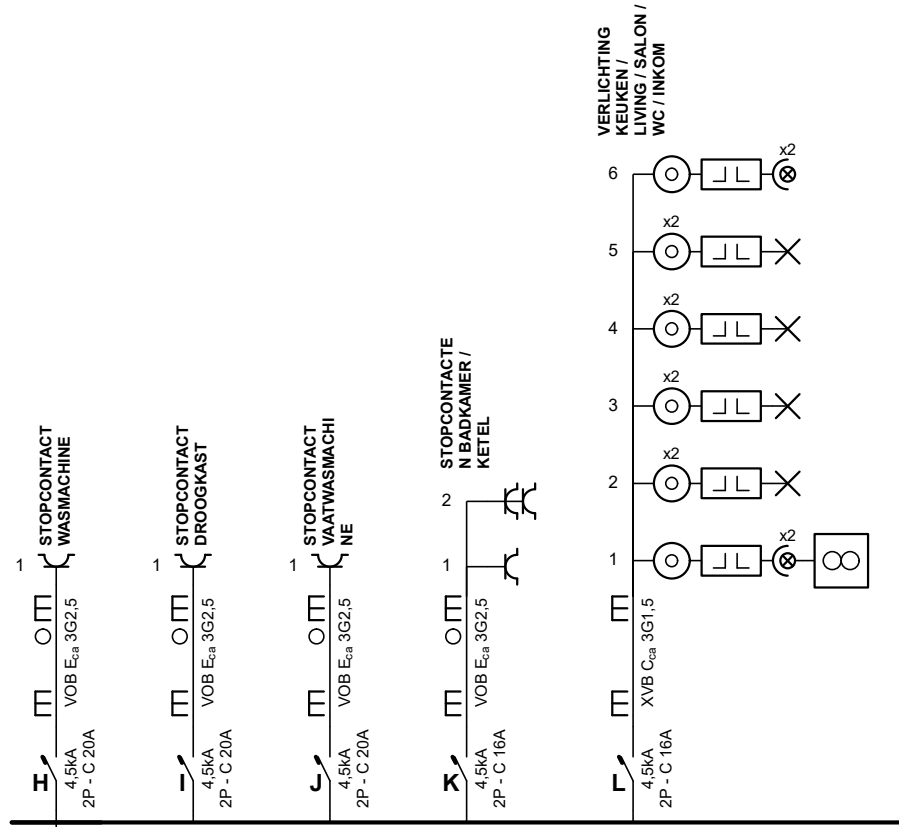 STOPCONTACT
WASMACHINE
1
VOB Eca 3G2,5
4,5kA
2P - C 20A
H
STOPCONTACT
DROOGKAST
1
VOB Eca 3G2,5
4,5kA
2P - C 20A
I
STOPCONTACT
VAATWASMACHI
NE
1
VOB Eca 3G2,5
4,5kA
2P - C 20A
J
STOPCONTACTE
N BADKAMER /
KETEL
2
1
VOB Eca 3G2,5
4,5kA
2P - C 16A
K
VERLICHTING
KEUKEN /
LIVING / SALON /
WC / INKOM
6
x2
5
x2
4
x2
3
x2
2
x2
1
x2
XVB Cca 3G1,5
4,5kA
2P - C 16A
L